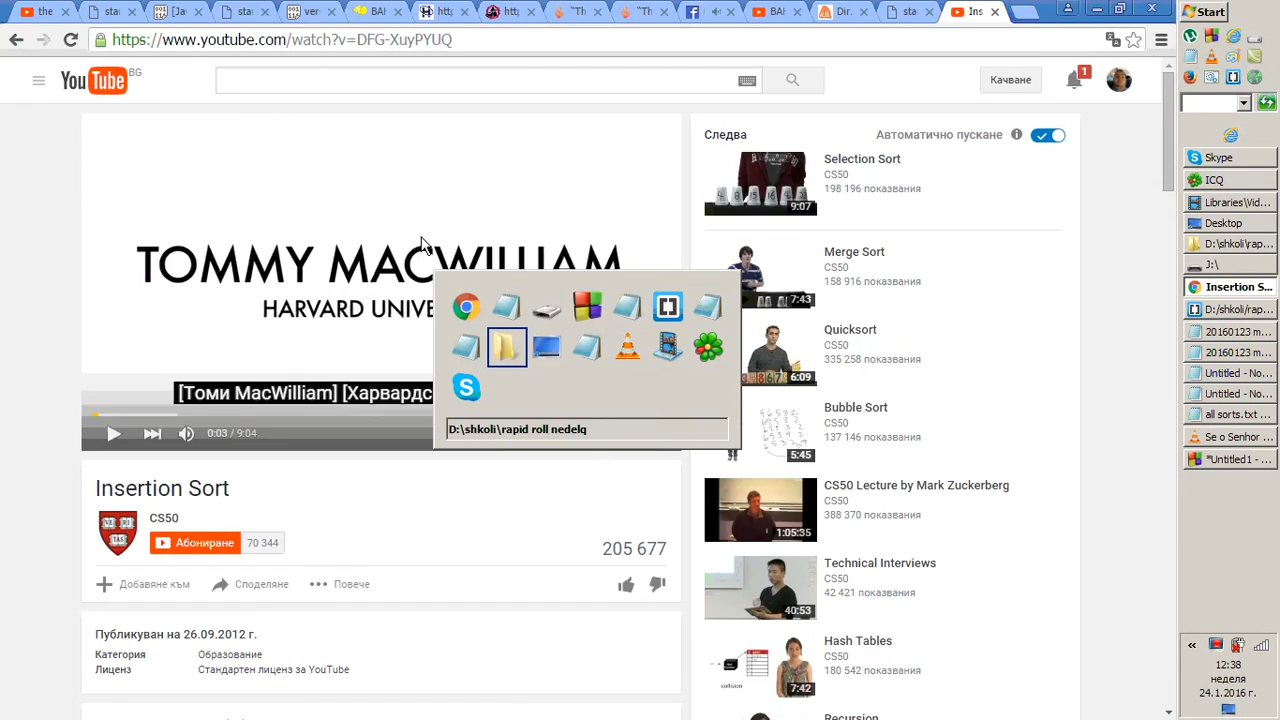 the
sta
[Ja
sta
ver
BAH
http
http
"Th
"Th
BAH
Dir.
sta
Ins
https://www.youtube.com/watch?v=DFG-XuyPYUQ
YouTube BG
Качване
1
TOMMY MACWILLIAM
HARVARD UNIVE
[Томи MacWilliam] [Харвардс
0:03 / 9:04
D:\shkoli\rapid roll nedelq
Insertion Sort
CS50
Абониране 70 344
205 677
Добавяне към
Споделяне
Повече
Публикуван на 26.09.2012 г.
Категория Образование
Лиценз Стандартен лиценз за YouTube
Следва
Автоматично пускане
Selection Sort
CS50
198 196 показвания
9:07
Merge Sort
CS50
158 916 показвания
7:43
Quicksort
CS50
335 258 показвания
6:09
Bubble Sort
CS50
137 146 показвания
5:45
CS50 Lecture by Mark Zuckerberg
CS50
388 370 показвания
1:05:35
Technical Interviews
CS50
42 421 показвания
40:53
Hash Tables
CS50
180 542 показвания
7:42
collision
Recursion
Start
Skype
ICQ
Libraries\Vid...
Desktop
D:\shkoli\rap...
J:\
Insertion S...
D:/shkoli/rap...
20160123 m...
20160123 m...
Untitled - No...
Untitled - No...
all sorts.txt ...
Se o Senhor ...
*Untitled1 - ...
12:38
неделя
24.1.2016 г.